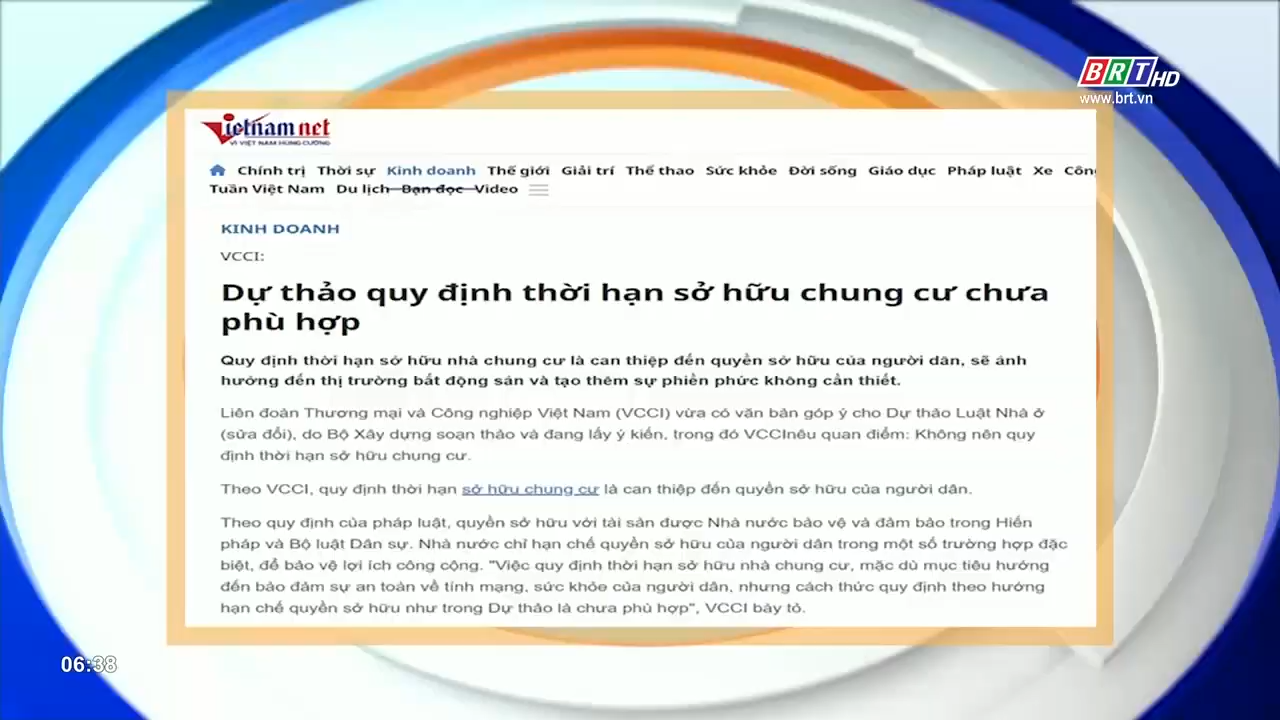 BRT HD
www.brt.vn
Vietnam net
VÌ VIỆT NAM HÙNG CƯỜNG
Chính trị Thời sự Kinh doanh Thế giới Giải trí Thể thao Sức khỏe Đời sống Giáo dục Pháp luật Xe Công
Tuần Việt Nam Du lịch Bạn đọc Video
KINH DOANH
VCCI:
Dự thảo quy định thời hạn sở hữu chung cư chưa
phù hợp
Quy định thời hạn sở hữu nhà chung cư là can thiệp đến quyền sở hữu của người dân, sẽ ảnh
hưởng đến thị trường bất động sản và tạo thêm sự phiền phức không cần thiết.
Liên đoàn Thương mại và Công nghiệp Việt Nam (VCCI) vừa có văn bản góp ý cho Dự thảo Luật Nhà ở
(sửa đổi), do Bộ Xây dựng soạn thảo và đang lấy ý kiến, trong đó VCCInêu quan điểm: Không nên quy
định thời hạn sở hữu chung cư.
Theo VCCI, quy định thời hạn sở hữu chung cư là can thiệp đến quyền sở hữu của người dân.
Theo quy định của pháp luật, quyền sở hữu với tài sản được Nhà nước bảo vệ và đảm bảo trong Hiến
pháp và Bộ luật Dân sự. Nhà nước chỉ hạn chế quyền sở hữu của người dân trong một số trường hợp đặc
biệt, để bảo vệ lợi ích công cộng. "Việc quy định thời hạn sở hữu nhà chung cư, mặc dù mục tiêu hướng
đến bảo đảm sự an toàn về tính mạng, sức khỏe của người dân, nhưng cách thức quy định theo hướng
hạn chế quyền sở hữu như trong Dự thảo là chưa phù hợp", VCCI bày tỏ.
06:38